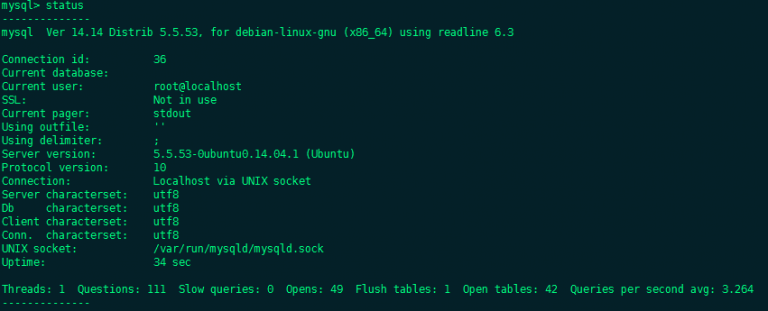 mysql> status
--------------
mysql  Ver 14.14 Distrib 5.5.53, for debian-linux-gnu (x86_64) using readline 6.3

Connection id:          36
Current database:
Current user:           root@localhost
SSL:                    Not in use
Current pager:          stdout
Using outfile:          ''
Using delimiter:        ;
Server version:         5.5.53-0ubuntu0.14.04.1 (Ubuntu)
Protocol version:       10
Connection:             Localhost via UNIX socket
Server characterset:    utf8
Db     characterset:    utf8
Client characterset:    utf8
Conn.  characterset:    utf8
UNIX socket:            /var/run/mysqld/mysqld.sock
Uptime:                 34 sec

Threads: 1  Questions: 111  Slow queries: 0  Opens: 49  Flush tables: 1  Open tables: 42  Queries per second avg: 3.264
--------------